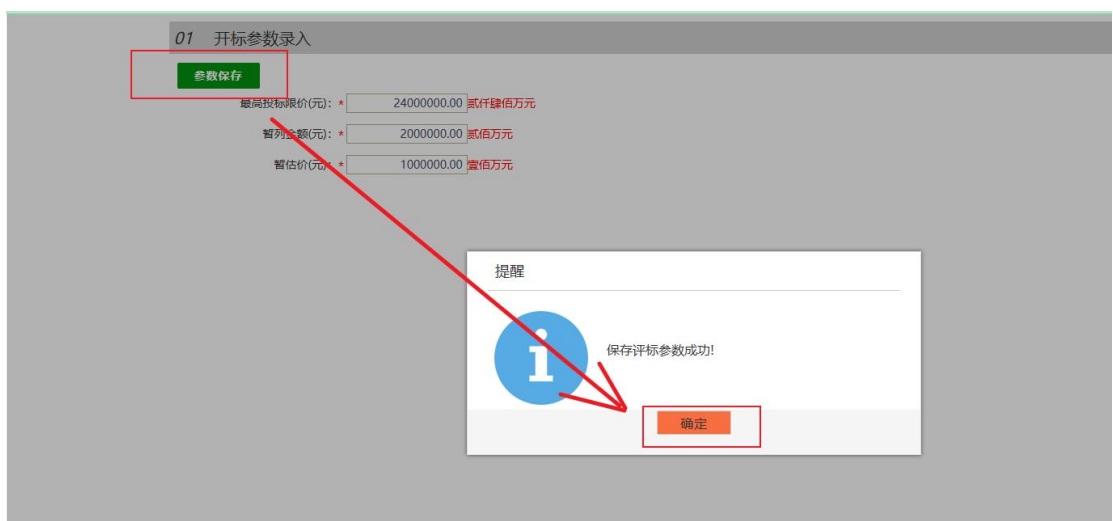 01 开标参数录入
参数保存
最高投标限价(元): * 24000000.00 贰仟肆佰万元
暂列金额(元): * 2000000.00 贰佰万元
暂估价(元): * 1000000.00 壹佰万元
提醒
保存评标参数成功!
确定